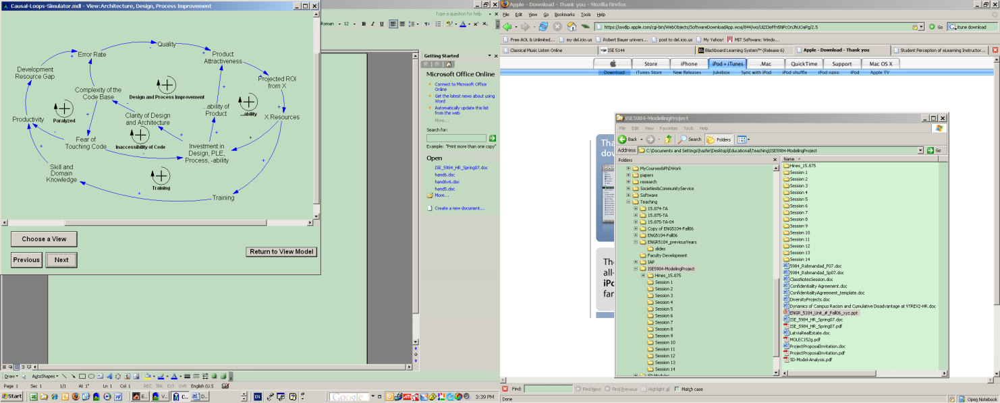 Causal-Loops-Simulator.mdl - View:Architecture, Design, Process Improvement
Quality
Error Rate
Product
Attractiveness
Development
Resource Gap
Projected ROI
from X
Complexity of the
Code Base
Design and Process Improvement
...ability of
Product
...ability
Paralyzed
Productivity
Clarity of Design
and Architecture
X Resources
Fear of
Touching Code
Inaccessibility of Code
Investment in
Design, PLE,
Process, -ability
Skill and
Domain
Knowledge
Training
Training
Choose a View
Previous
Next
Return to View Model
Type a question for help
Roman
12
B I U
Getting Started
Microsoft Office Online
Connect to Microsoft Office
Online
Get the latest news about using
Word
Automatically update this list
from the web
More...
Search for:
Example: "Print more than one copy"
Open
ISE_5984_HR_Spring07.doc
hand6.doc
hand6v6.doc
hand5.doc
More...
Create a new document...
Draw
AutoShapes
Page 1 Sec 1 1/1 At 1" Ln 1 Col 1 REC TRK EXT OVR English (U.S
Start
E..
V..
C..
D..
EN
Google
3:39 PM
Apple - Download - Thank you - Mozilla Firefox
File Edit View Go Bookmarks Tools Help
Go
itune download
Free AOL & Unlimited... my del.icio.us Robert Bauer univers... post to del.icio.us My Yahoo! MIT Software: Windo...
Classical Music Listen Online
ISE 5144
Blackboard Learning System™ (Release 6)
Apple - Download - Thank you
Student Perception of eLearning Instructor...
Store iPhone iPod + iTunes .Mac QuickTime Support Mac OS X
Download iTunes Store New Releases Jukebox Sync with iPod iPod shuffle iPod nano iPod Apple TV
ISE5984-ModelingProject
File Edit View Favorites Tools Help
Back
Search
Folders
Address C:\Documents and Settings\hazhir\Desktop\Educational\Teaching\ISE5984-ModelingProject
Go
Folders
MyCourses&PhDWork
papers
research
Societies&CommunityService
Software
Teaching
15.874-TA
15.875-TA
15.875-TA-04
Copy of ENG5104-Fall06
ENG5104-Fall06
ENGR5104_previousYears
slides
Faculty Development
IAP
ISE5984-ModelingProject
Hines_15.875
Session 1
Session 2
Session 3
Session 4
Session 5
Session 6
Session 7
Session 8
Session 9
Session 10
Session 11
Session 12
Session 13
Session 14
SD-Modules
Name
Hines_15.875
Session 1
Session 2
Session 3
Session 4
Session 5
Session 6
Session 7
Session 8
Session 9
Session 10
Session 11
Session 12
Session 13
Session 14
5984_Rahmandad_F07.doc
5984_Rahmandad_Sp07.doc
ClassNotesSession.doc
Confidentiality Agreement.doc
ConfidentialityAgreement_template.doc
DiversityProjects.doc
Dynamics of Campus Racism and Cumulative Disadvantage at VTREV2-HR.doc
ENGR_5104_Unit_#_Fall06_xyz.ppt
ISE_5984_HR_Spring07.doc
ISE_5984_HR_Spring07.pdf
LatviaRealEstate.doc
MOLEC152g.pdf
ProjectProposalInvitation.doc
ProjectProposalInvitation.pdf
SD-Model-Analysis.pdf
Find:
Find Next
Find Previous
Highlight all
Match case
Done
Open Notebook